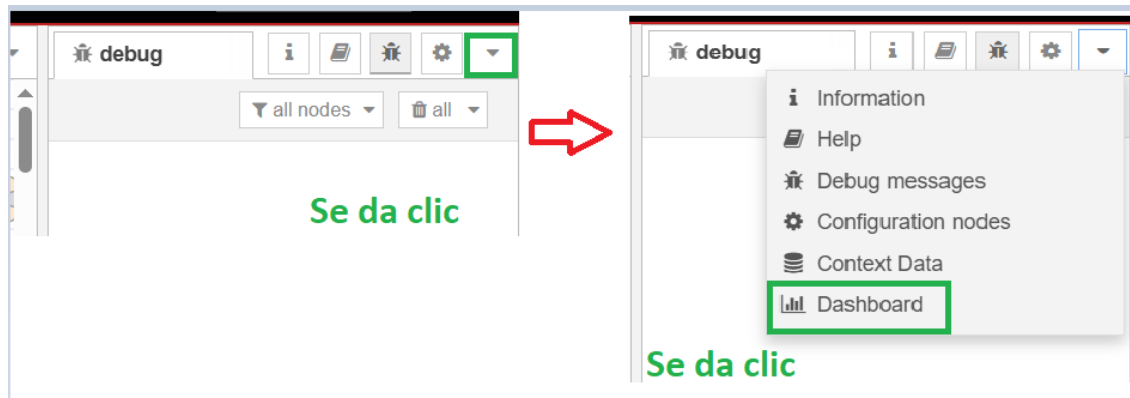 debug
all nodes
all
Se da clic
debug
Information
Help
Debug messages
Configuration nodes
Context Data
Dashboard
Se da clic